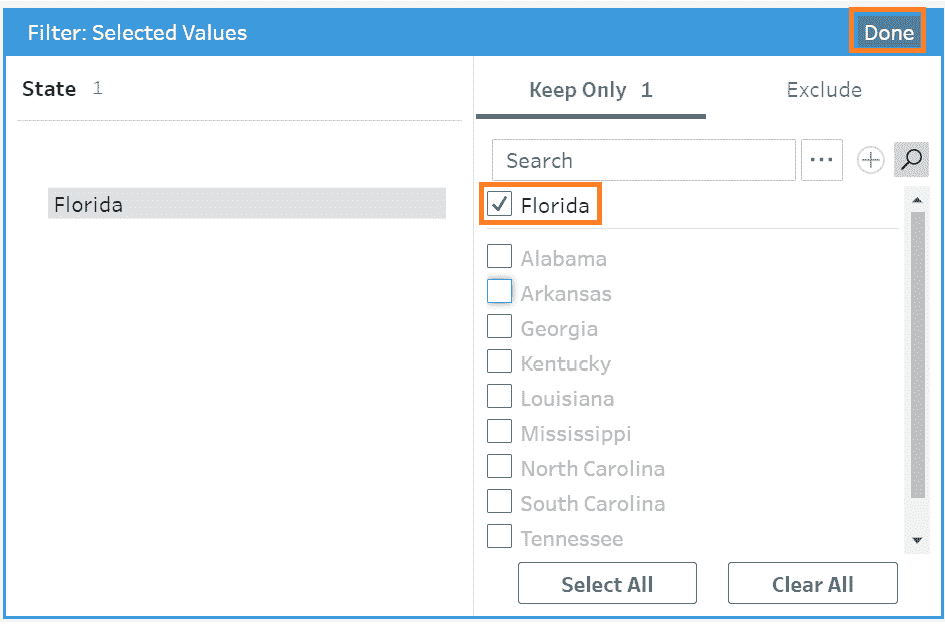 Filter: Selected Values Done
State 1
Keep Only 1 Exclude
Search ...
Florida
Florida
Alabama
Arkansas
Georgia
Kentucky
Louisiana
Mississippi
North Carolina
South Carolina
Tennessee
Select All Clear All